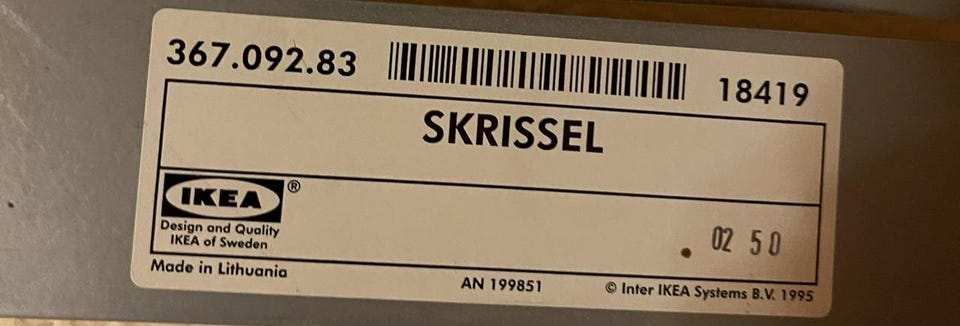 367.092.83 18419
SKRISSEL
IKEA ®
Design and Quality
IKEA of Sweden
02 50
Made in Lithuania
AN 199851
© Inter IKEA Systems B.V. 1995